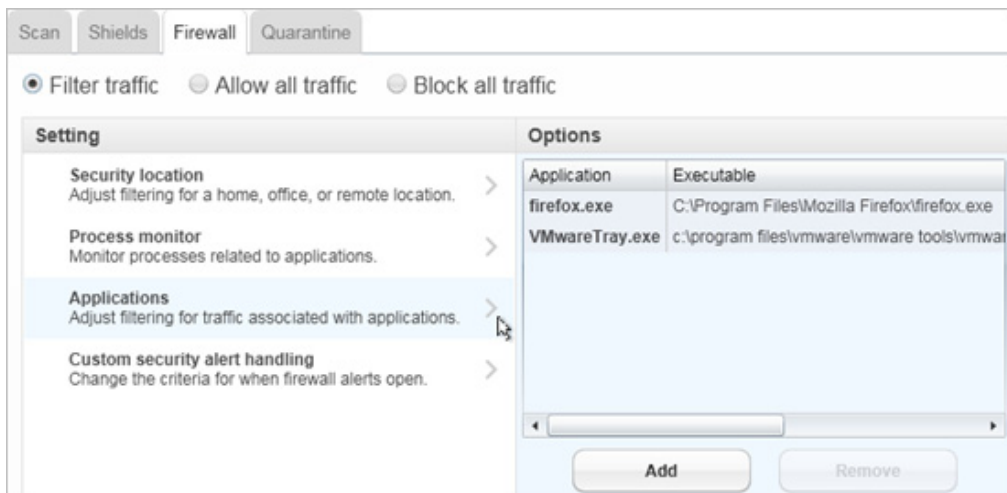 Scan Shields Firewall Quarantine
Filter traffic Allow all traffic Block all traffic
Setting
Security location
Adjust filtering for a home, office, or remote location.
Process monitor
Monitor processes related to applications.
Applications
Adjust filtering for traffic associated with applications.
Custom security alert handling
Change the criteria for when firewall alerts open.
Options
Application Executable
firefox.exe C:\Program Files\Mozilla Firefox\firefox.exe
VMwareTray.exe c:\program files\vmware\vmware tools\vmwar
Add Remove